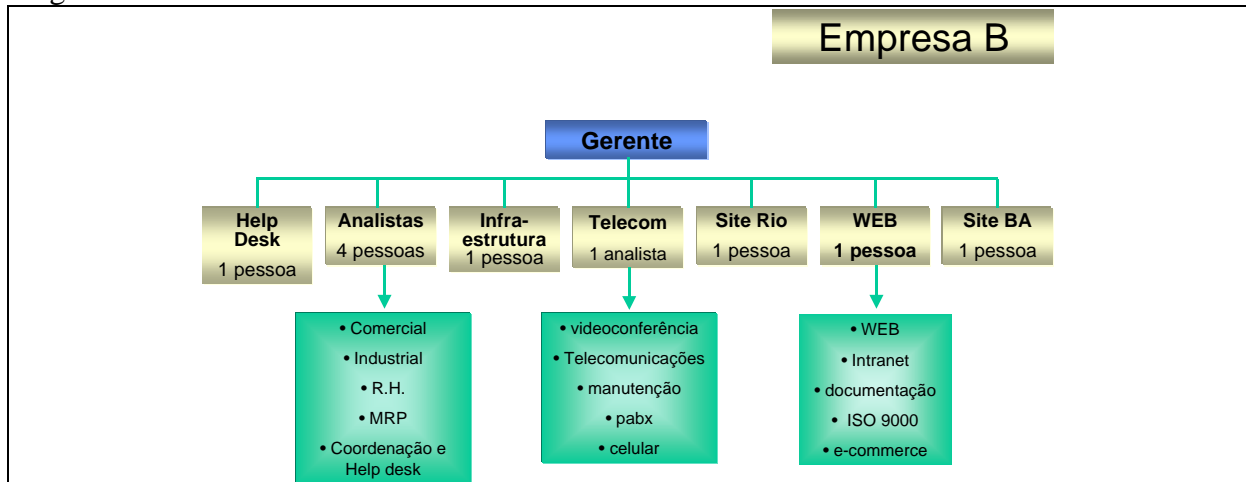 Empresa B
Gerente
Help
Desk
1 pessoa
Analistas
4 pessoas
Infra-
estrutura
1 pessoa
Telecom
1 analista
Site Rio
1 pessoa
WEB
1 pessoa
Site BA
1 pessoa
• Comercial
• Industrial
• R.H.
• MRP
• Coordenação e
Help desk
• videoconferência
• Telecomunicações
• manutenção
• pabx
• celular
• WEB
• Intranet
• documentação
• ISO 9000
• e-commerce